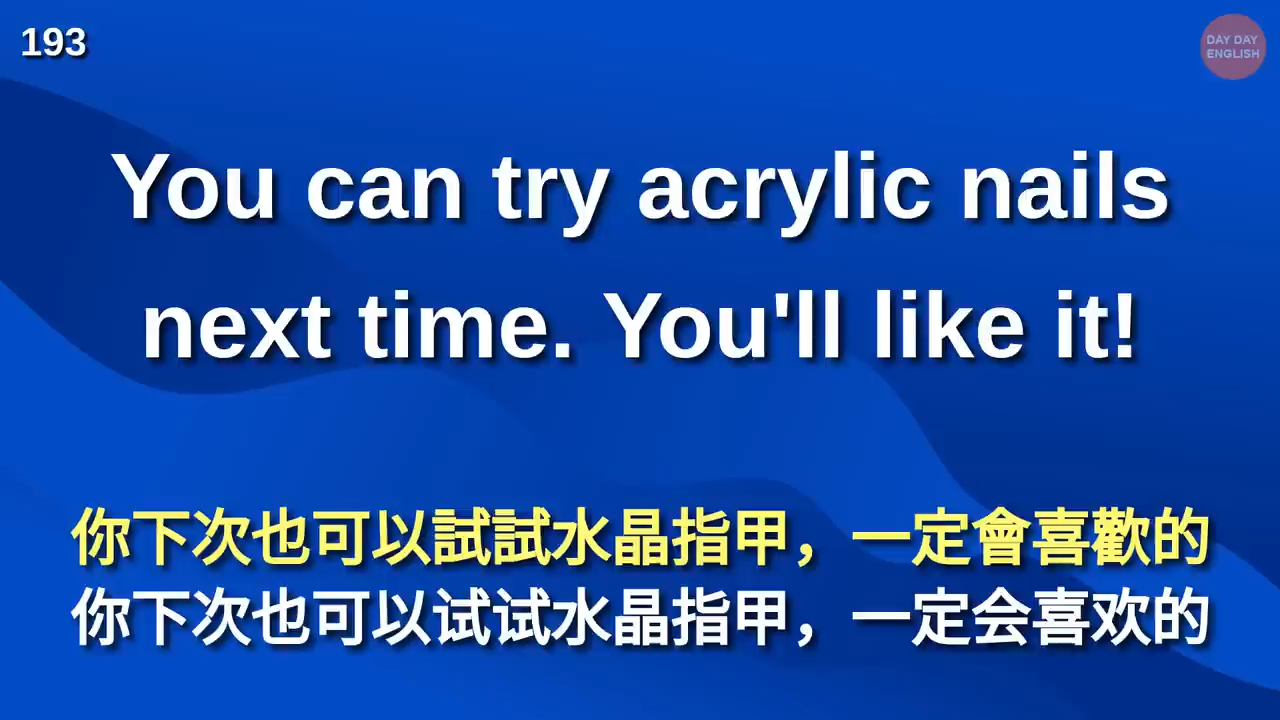 193
DAY DAY
ENGLISH
You can try acrylic nails
next time. You'll like it!
你下次也可以試試水晶指甲，一定會喜歡的
你下次也可以试试水晶指甲，一定会喜欢的